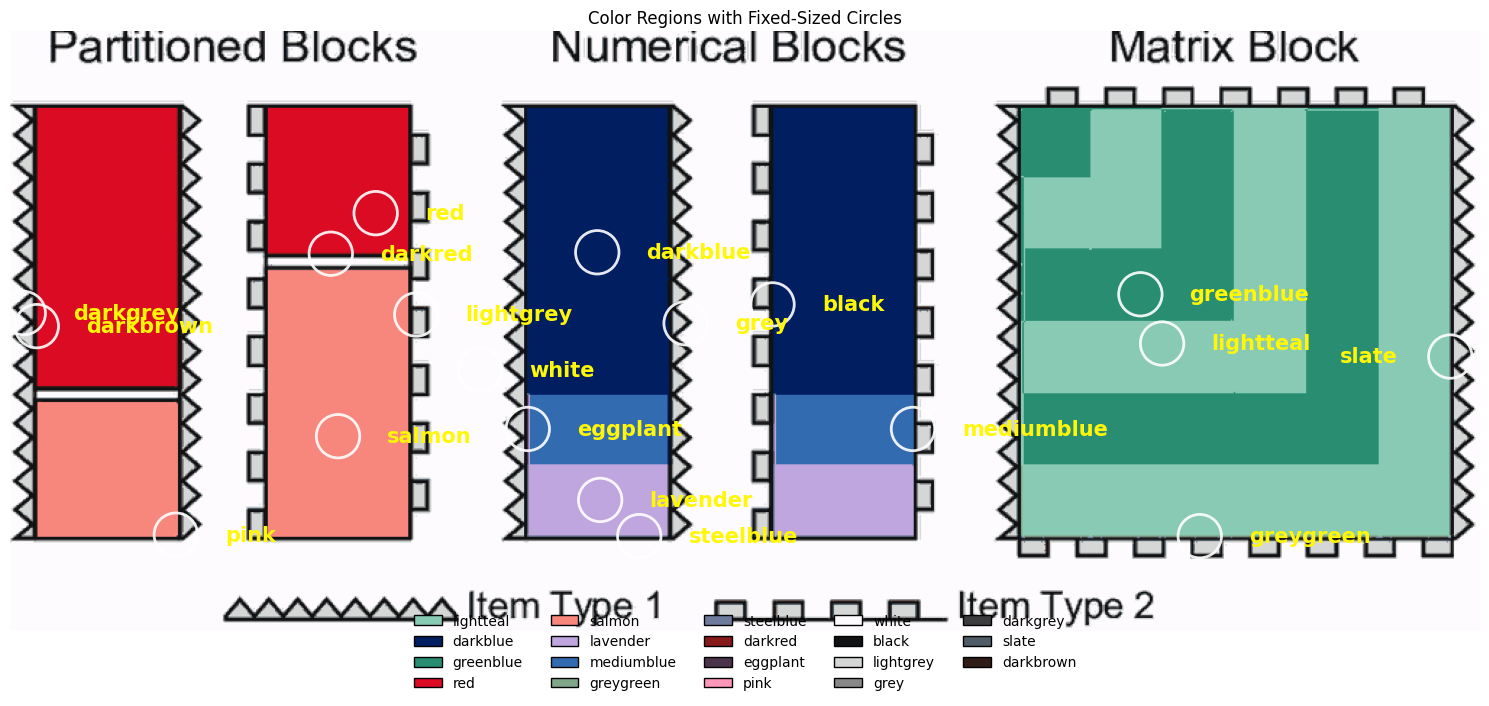 Color Regions with Fixed-Sized Circles
Partitioned Blocks
Numerical Blocks
Matrix Block
red
darkred
darkblue
darkgrey
darkbrown
lightgrey
grey
black
greenblue
lightteal
slate
white
salmon
eggplant
mediumblue
lavender
pink
steelblue
greygreen
Item Type 1
Item Type 2
lightteal
darkblue
greenblue
red
salmon
lavender
mediumblue
greygreen
steelblue
darkred
eggplant
pink
white
black
lightgrey
grey
darkgrey
slate
darkbrown